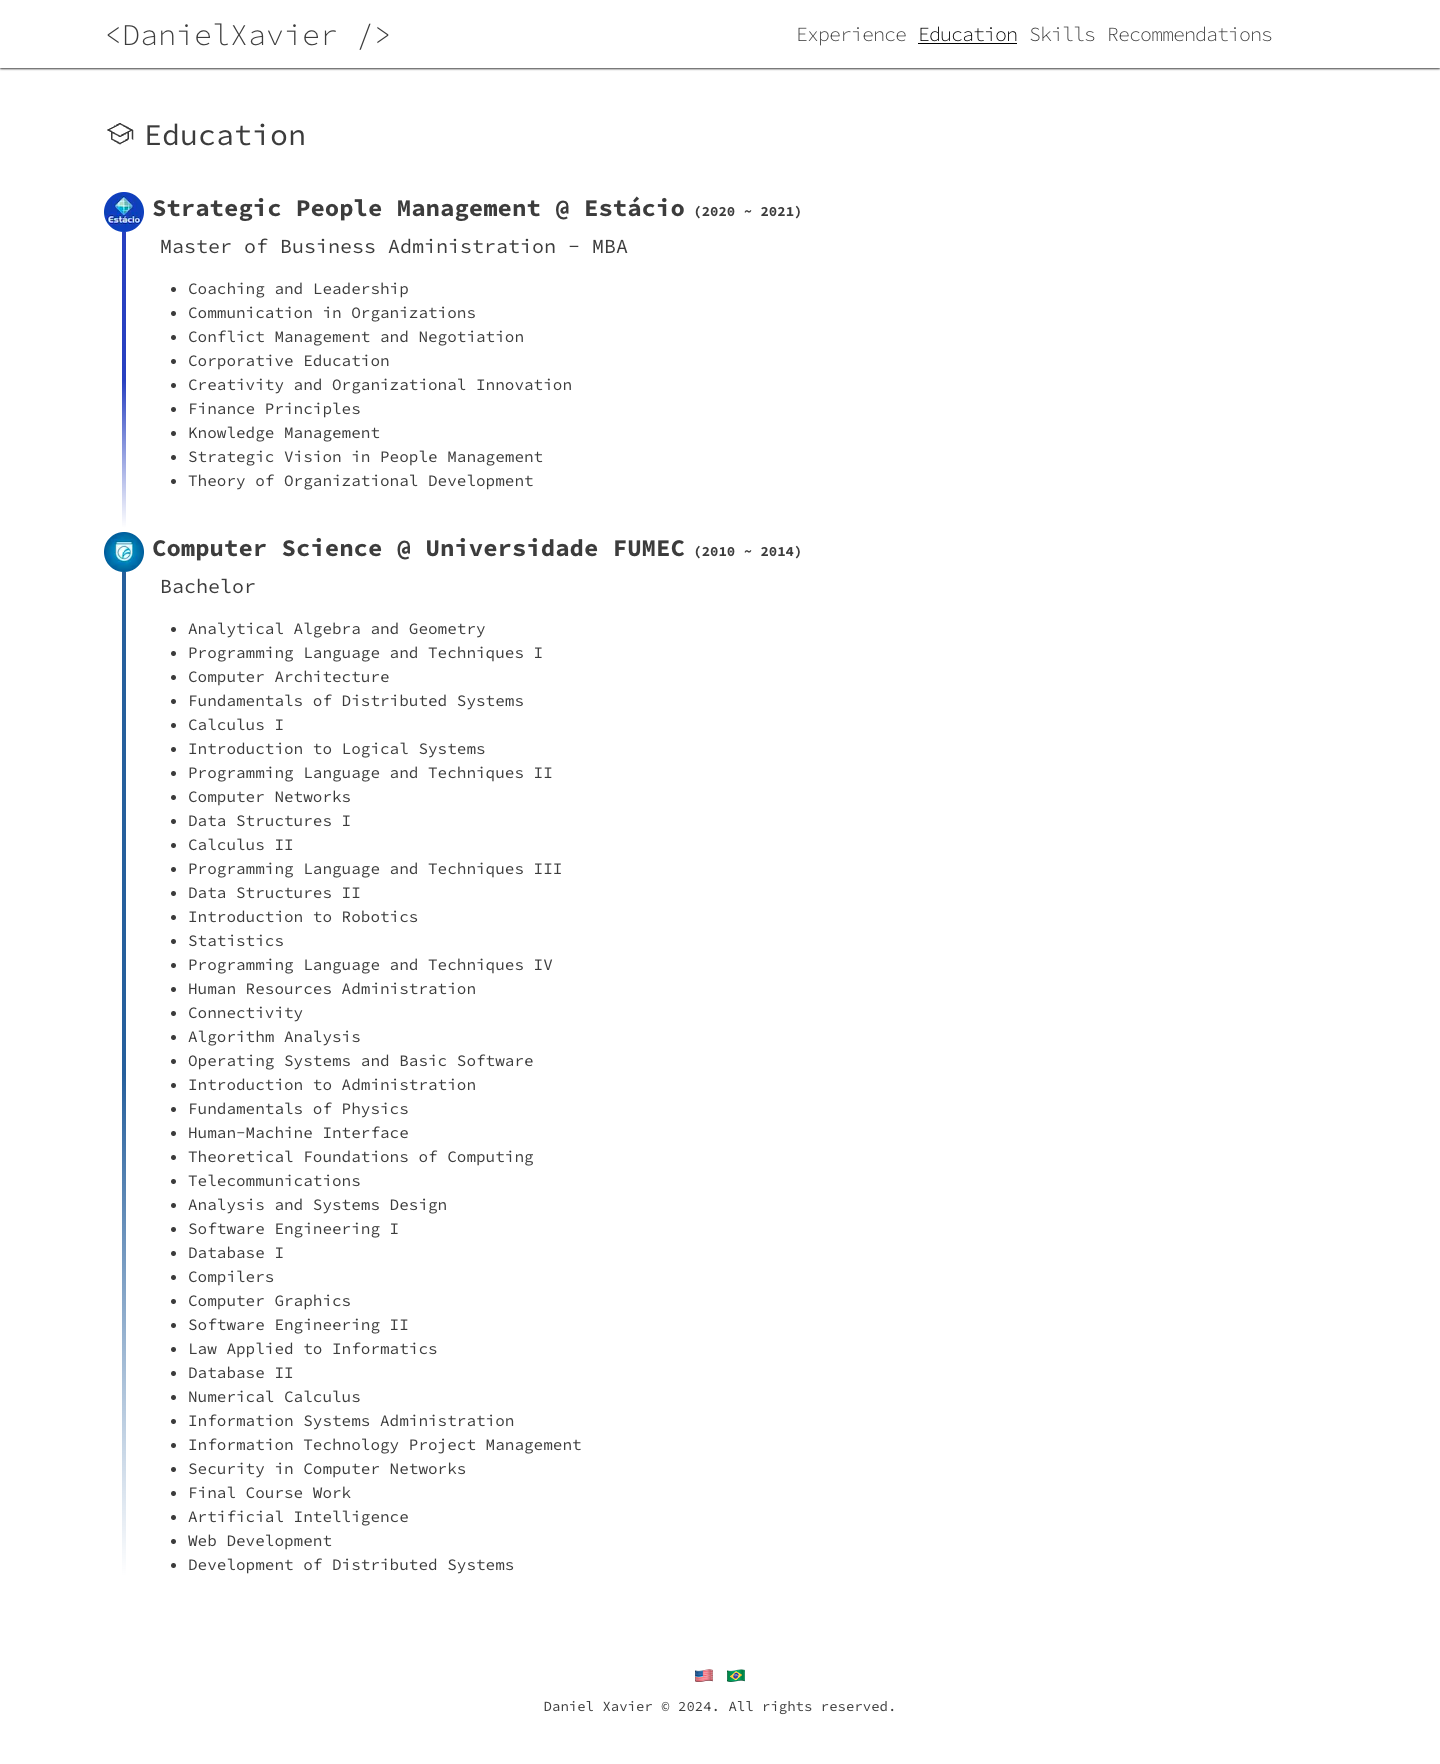 <DanielXavier />
Experience Education Skills Recommendations
Education
Estácio
Strategic People Management @ Estácio (2020 ~ 2021)
Master of Business Administration - MBA
• Coaching and Leadership
• Communication in Organizations
• Conflict Management and Negotiation
• Corporative Education
• Creativity and Organizational Innovation
• Finance Principles
• Knowledge Management
• Strategic Vision in People Management
• Theory of Organizational Development
Computer Science @ Universidade FUMEC (2010 ~ 2014)
Bachelor
• Analytical Algebra and Geometry
• Programming Language and Techniques I
• Computer Architecture
• Fundamentals of Distributed Systems
• Calculus I
• Introduction to Logical Systems
• Programming Language and Techniques II
• Computer Networks
• Data Structures I
• Calculus II
• Programming Language and Techniques III
• Data Structures II
• Introduction to Robotics
• Statistics
• Programming Language and Techniques IV
• Human Resources Administration
• Connectivity
• Algorithm Analysis
• Operating Systems and Basic Software
• Introduction to Administration
• Fundamentals of Physics
• Human-Machine Interface
• Theoretical Foundations of Computing
• Telecommunications
• Analysis and Systems Design
• Software Engineering I
• Database I
• Compilers
• Computer Graphics
• Software Engineering II
• Law Applied to Informatics
• Database II
• Numerical Calculus
• Information Systems Administration
• Information Technology Project Management
• Security in Computer Networks
• Final Course Work
• Artificial Intelligence
• Web Development
• Development of Distributed Systems
Daniel Xavier © 2024. All rights reserved.